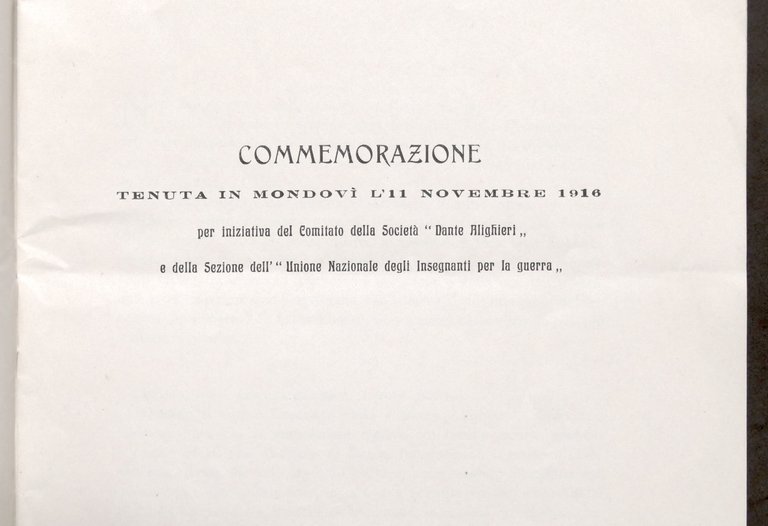 COMMEMORAZIONE
TENUTA IN MONDOVÌ L'11 NOVEMBRE 1916
per iniziativa del Comitato della Società “ Dante Alighieri „
e della Sezione dell' “ Unione Nazionale degli Insegnanti per la guerra „